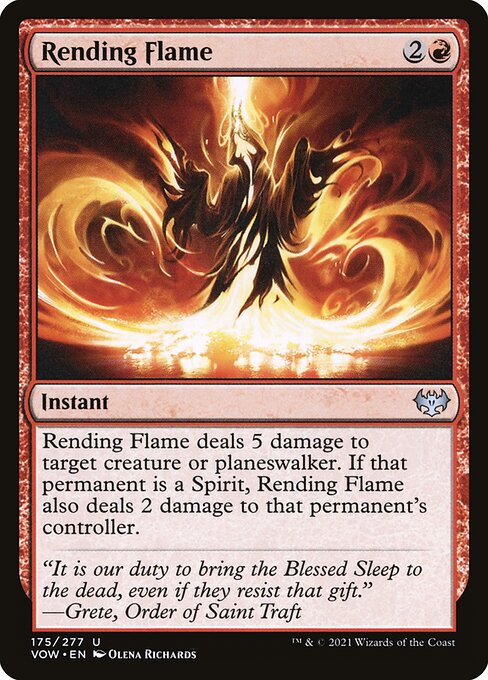 Rending Flame 2
Instant
Rending Flame deals 5 damage to
target creature or planeswalker. If that
permanent is a Spirit, Rending Flame
also deals 2 damage to that permanent's
controller.
"It is our duty to bring the Blessed Sleep to
the dead, even if they resist that gift."
—Grete, Order of Saint Traft
175/277 U
™ & © 2021 Wizards of the Coast
VOW • EN Olena Richards